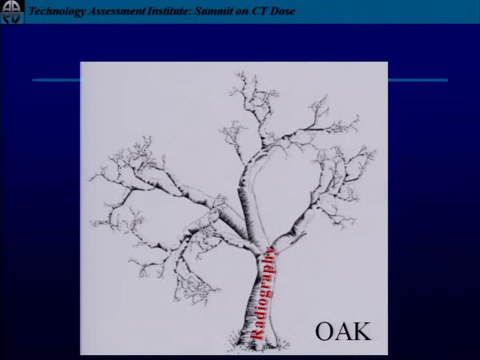 Technology Assessment Institute: Summit on CT Dose
Radiography
OAK